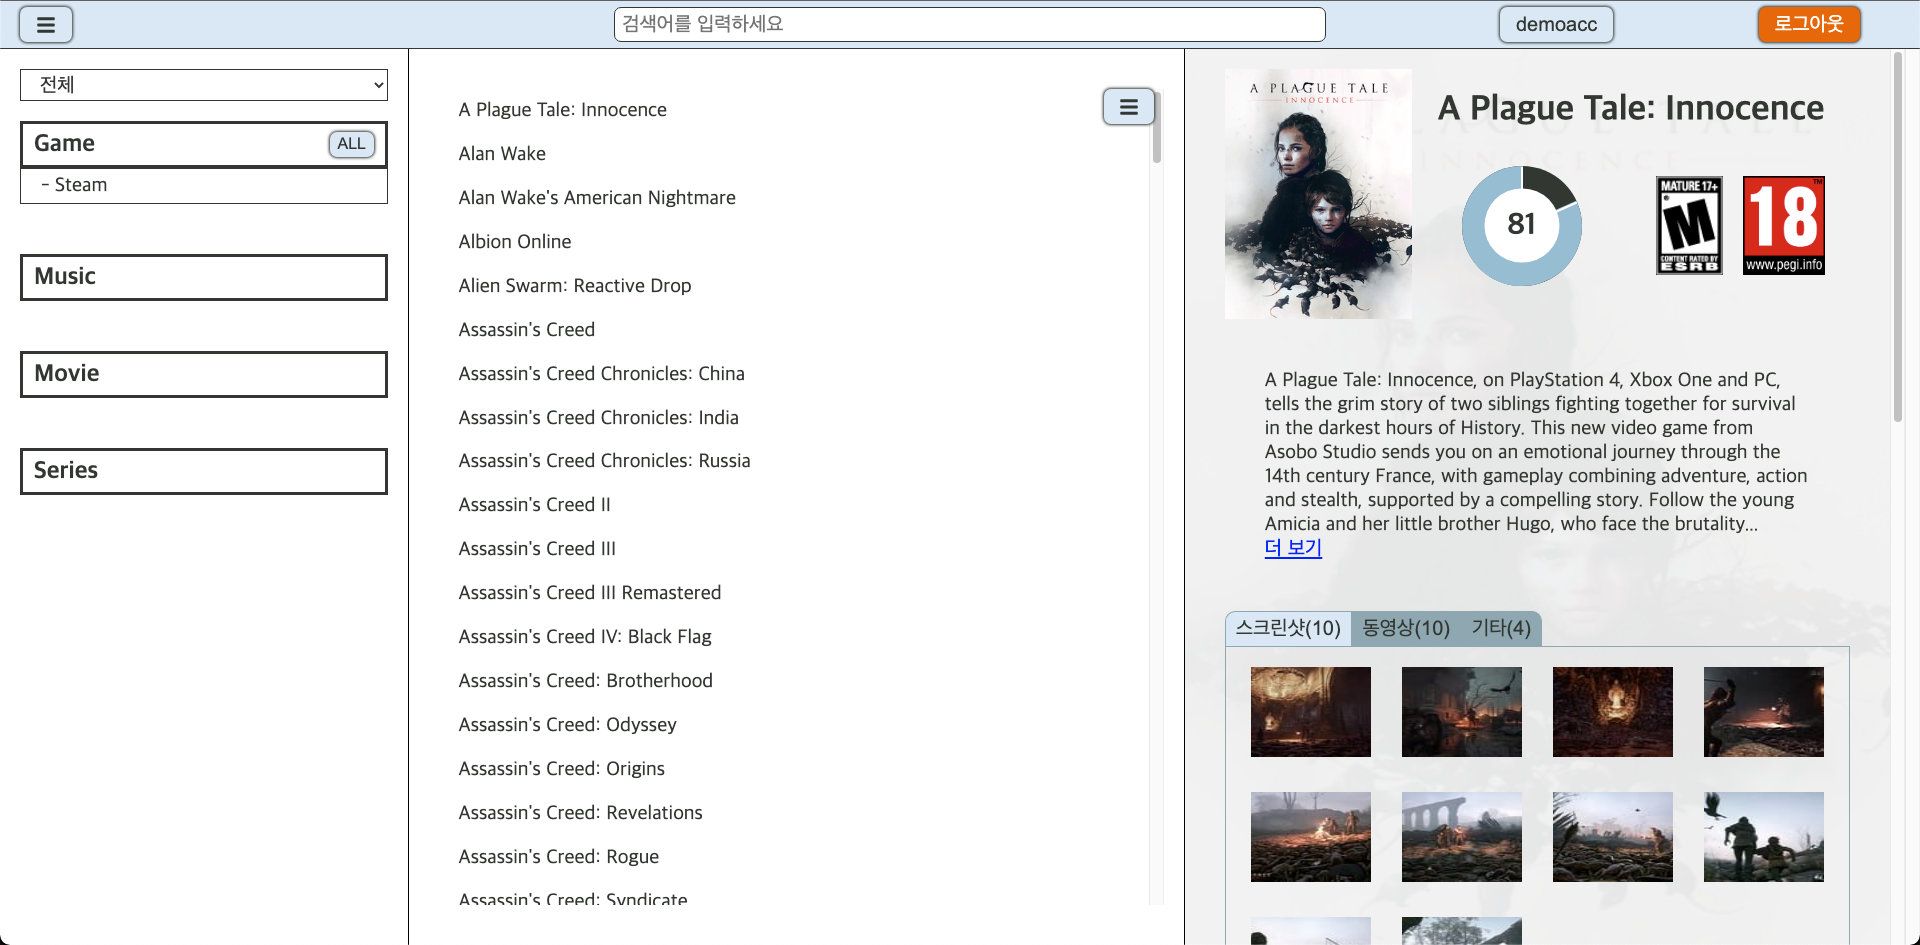 검색어를 입력하세요
demoacc
로그아웃
전체
Game
ALL
- Steam
Music
Movie
Series
A Plague Tale: Innocence
Alan Wake
Alan Wake's American Nightmare
Albion Online
Alien Swarm: Reactive Drop
Assassin's Creed
Assassin's Creed Chronicles: China
Assassin's Creed Chronicles: India
Assassin's Creed Chronicles: Russia
Assassin's Creed II
Assassin's Creed III
Assassin's Creed III Remastered
Assassin's Creed IV: Black Flag
Assassin's Creed: Brotherhood
Assassin's Creed: Odyssey
Assassin's Creed: Origins
Assassin's Creed: Revelations
Assassin's Creed: Rogue
Assassin's Creed: Syndicate
A PLAGUE TALE
INNOCENCE
A Plague Tale: Innocence
81
MATURE 17+
M
CONTENT RATED BY
ESRB
18
www.pegi.info
A Plague Tale: Innocence, on PlayStation 4, Xbox One and PC,
tells the grim story of two siblings fighting together for survival
in the darkest hours of History. This new video game from
Asobo Studio sends you on an emotional journey through the
14th century France, with gameplay combining adventure, action
and stealth, supported by a compelling story. Follow the young
Amicia and her little brother Hugo, who face the brutality...
더 보기
스크린샷(10)
동영상(10)
기타(4)